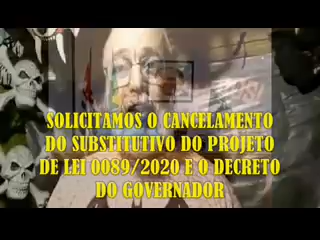 SOLICITAMOS O CANCELAMENTO
DO SUBSTITUTIVO DO PROJETO
DE LEI 0089/2020 E O DECRETO
DO GOVERNADOR